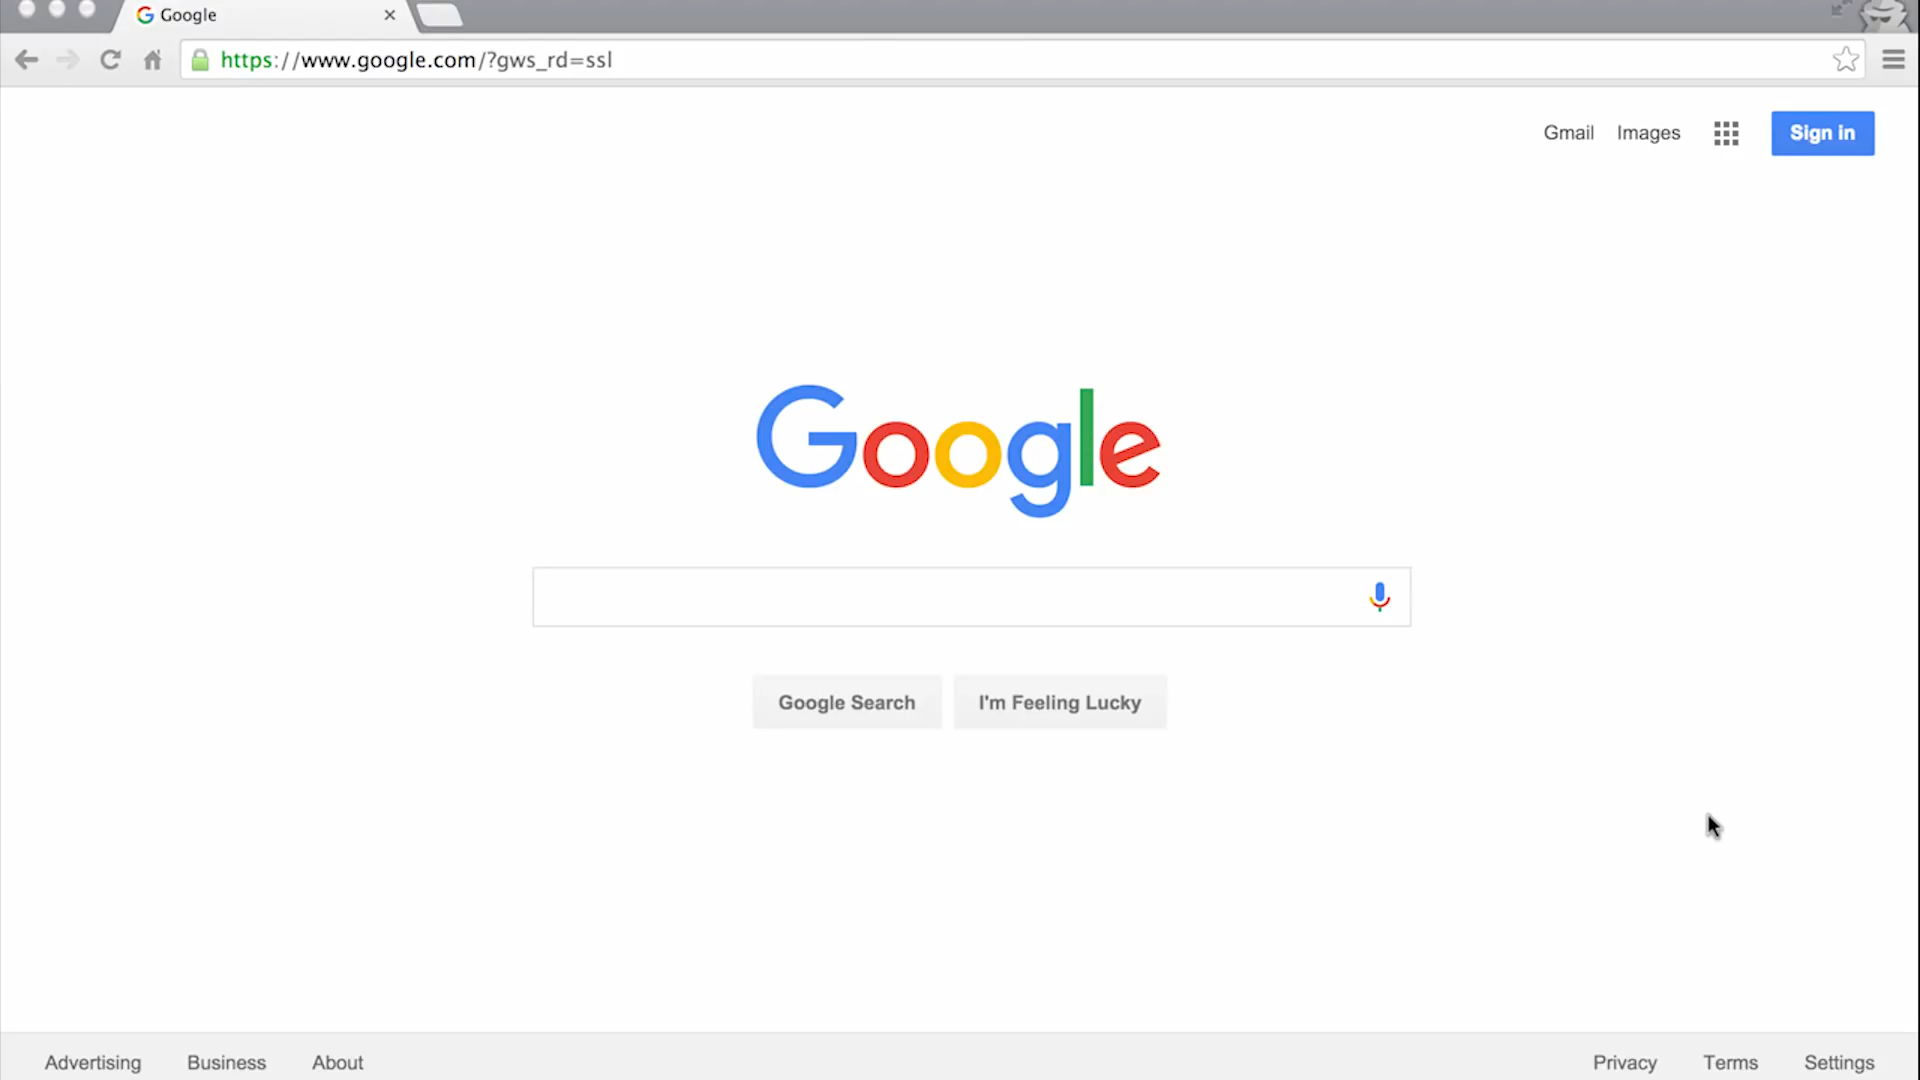 Google
https://www.google.com/?gws_rd=ssl
Gmail Images Sign in
Google
Google Search I'm Feeling Lucky
Advertising Business About Privacy Terms Settings